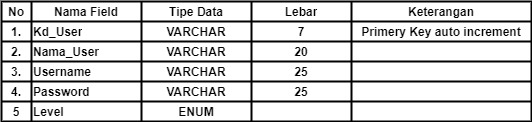 No Nama Field Tipe Data Lebar Keterangan
1. Kd_User VARCHAR 7 Primery Key auto increment
2. Nama_User VARCHAR 20
3. Username VARCHAR 25
4. Password VARCHAR 25
5 Level ENUM